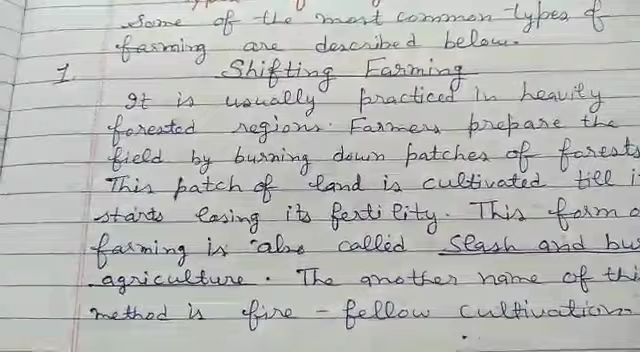 some of the most common types of
farming are described below.
1. Shifting Farming
It is usually practiced in heavity
forested regions. Farmers prepare the
field by burning down patches of forests
This patch of land is cultivated till i
starts losing its fertility. This form o
farming is also called slash and bu
agriculture. The another name of thi
method is fire - fellow cultivation